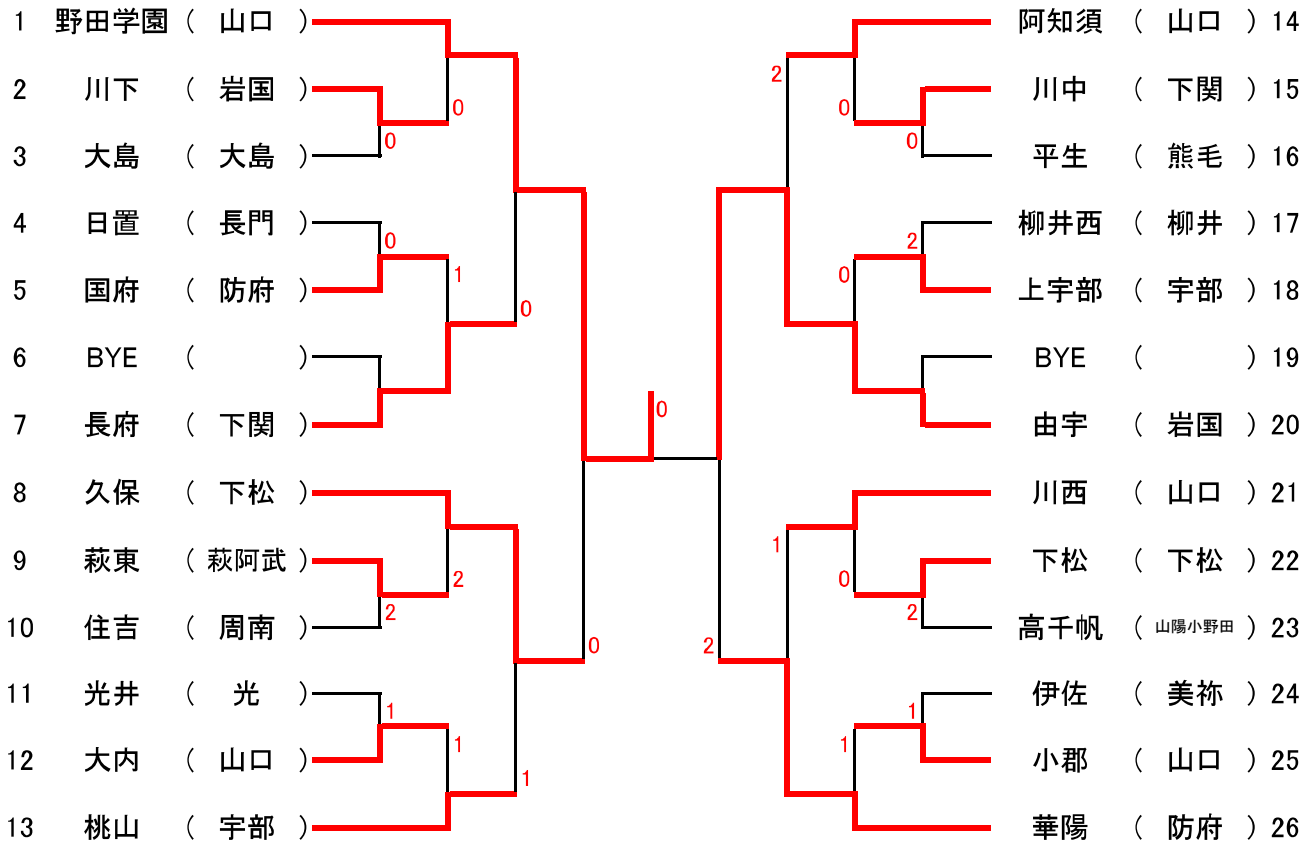 1 野田学園 ( 山口 )
2 川下 ( 岩国 )
3 大島 ( 大島 )
4 日置 ( 長門 )
5 国府 ( 防府 )
6 BYE ( )
7 長府 ( 下関 )
8 久保 ( 下松 )
9 萩東 ( 萩阿武 )
10 住吉 ( 周南 )
11 光井 ( 光 )
12 大内 ( 山口 )
13 桃山 ( 宇部 )
0
0
0
1
0
2
2
0
1
1
1
0
2
0
0
2
0
1
0
2
2
1
1
阿知須 ( 山口 ) 14
川中 ( 下関 ) 15
平生 ( 熊毛 ) 16
柳井西 ( 柳井 ) 17
上宇部 ( 宇部 ) 18
BYE ( ) 19
由宇 ( 岩国 ) 20
川西 ( 山口 ) 21
下松 ( 下松 ) 22
高千帆 ( 山陽小野田 ) 23
伊佐 ( 美祢 ) 24
小郡 ( 山口 ) 25
華陽 ( 防府 ) 26